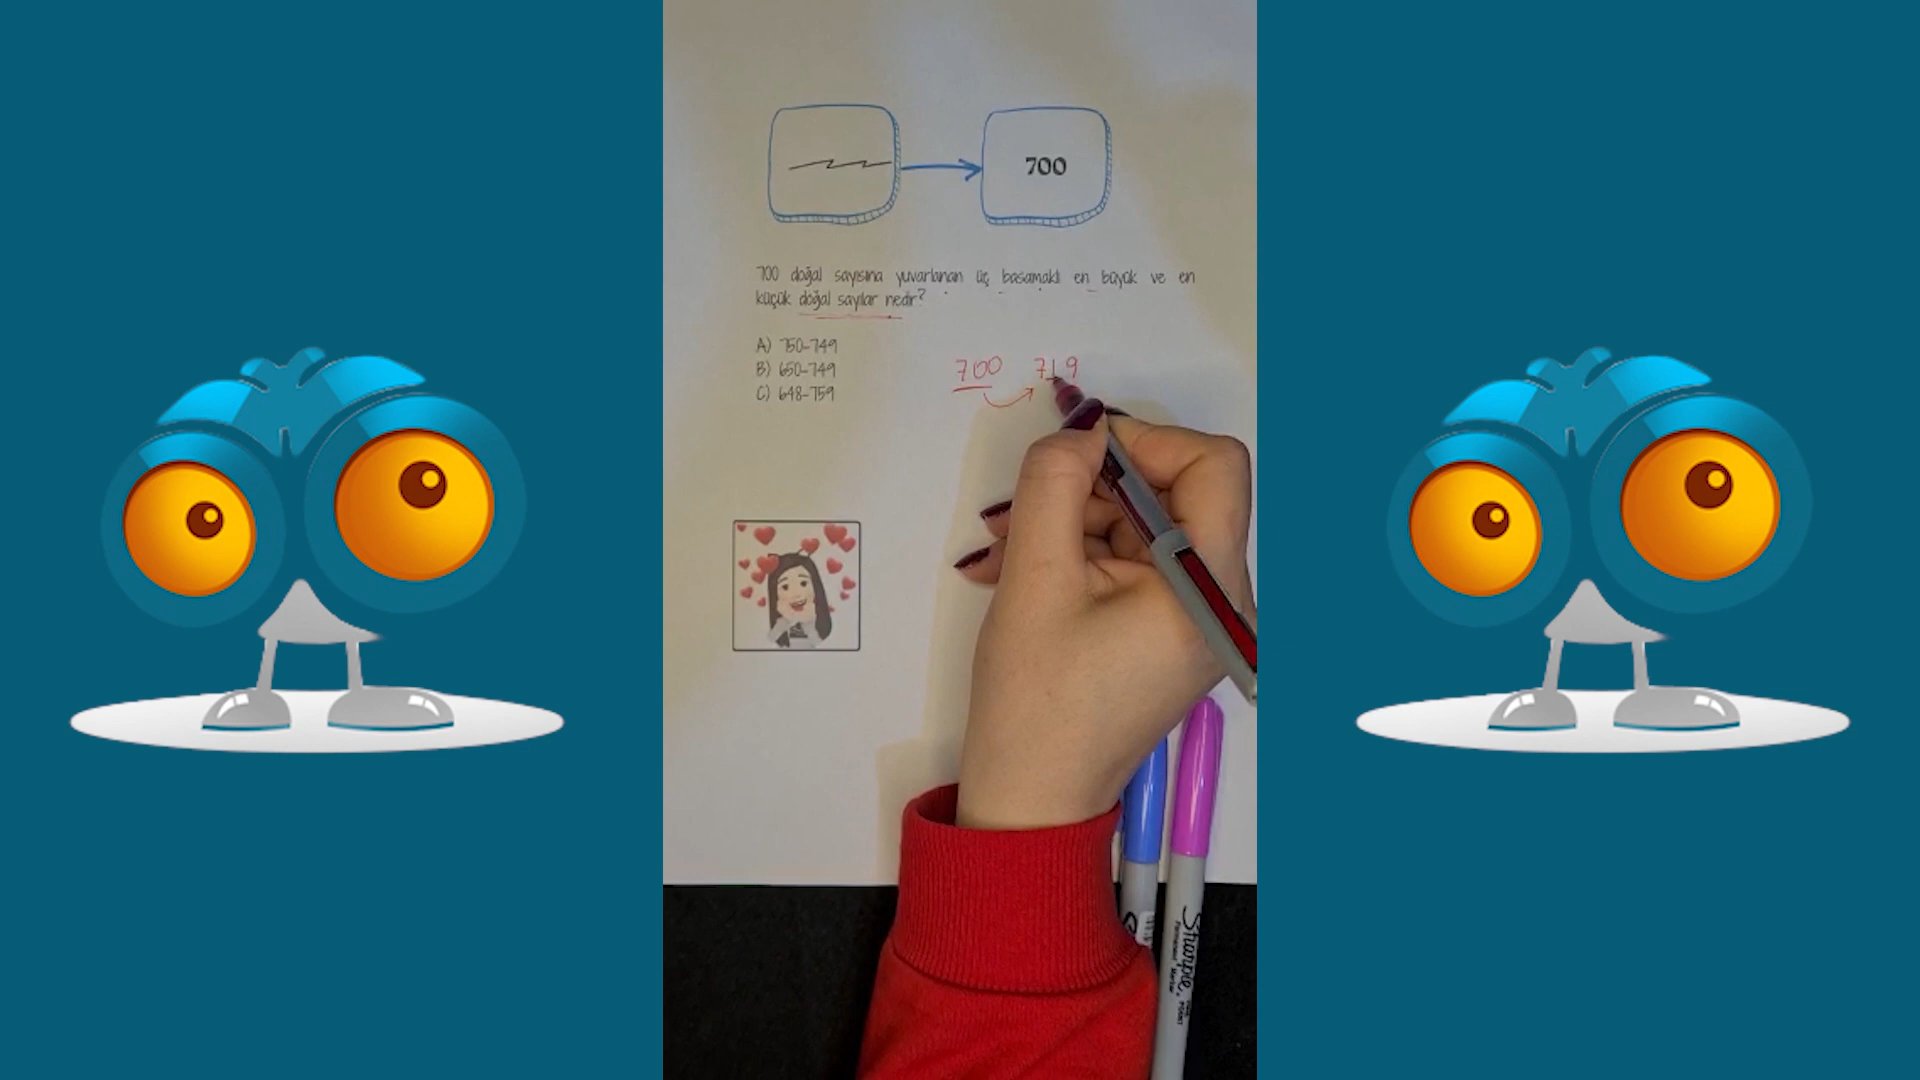 700
700 doğal sayısına yuvarlanan üç basamaklı en büyük ve en
küçük doğal sayılar nedir?
A) 750-749
B) 650-749
C) 648-759
700 719
Sharpie